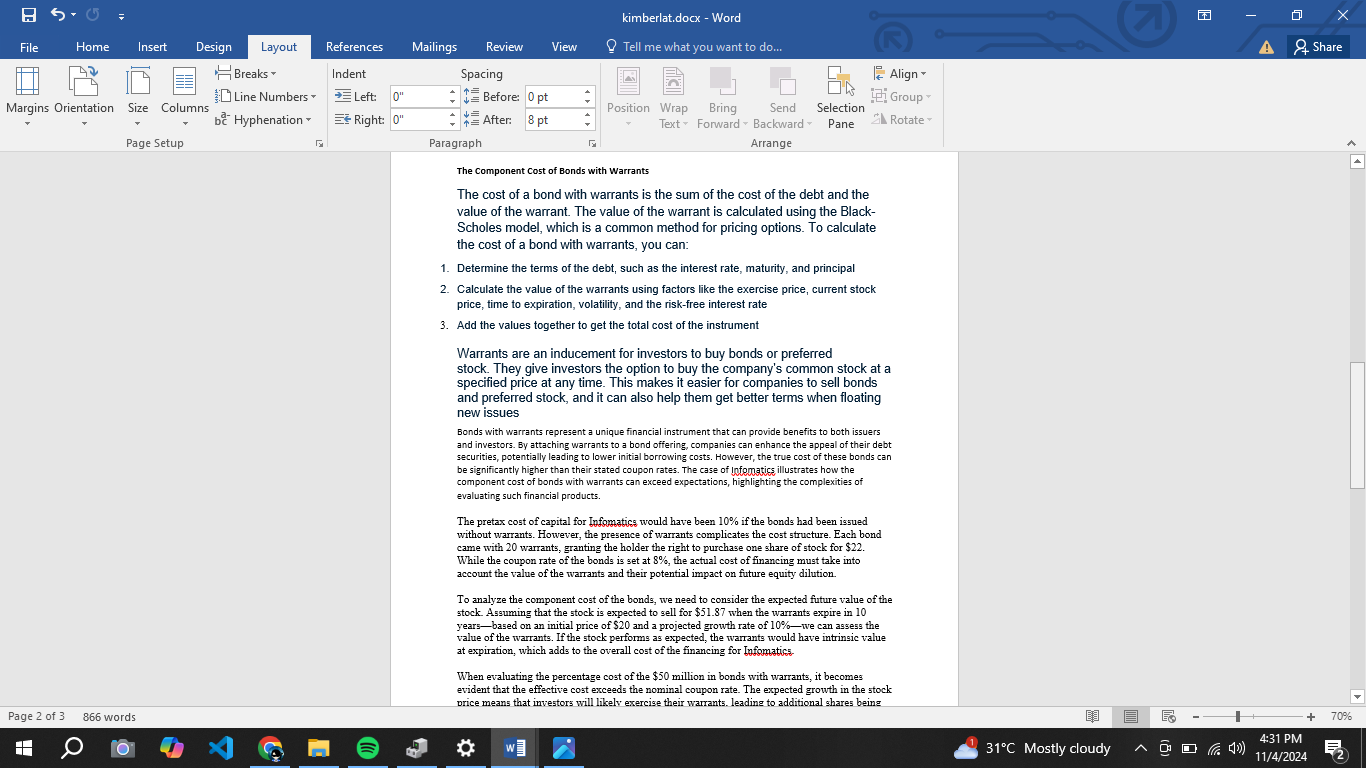 kimberlat.docx - Word
File Home Insert Design Layout References Mailings Review View Tell me what you want to do... Share
Margins Orientation Size Columns Breaks Line Numbers Hyphenation
Page Setup
Indent Spacing
Left: 0" Before: 0 pt
Right: 0" After: 8 pt
Paragraph
Position Wrap Text Bring Forward Send Backward Selection Pane Align Group Rotate
Arrange
The Component Cost of Bonds with Warrants
The cost of a bond with warrants is the sum of the cost of the debt and the
value of the warrant. The value of the warrant is calculated using the Black-
Scholes model, which is a common method for pricing options. To calculate
the cost of a bond with warrants, you can:
1. Determine the terms of the debt, such as the interest rate, maturity, and principal
2. Calculate the value of the warrants using factors like the exercise price, current stock
price, time to expiration, volatility, and the risk-free interest rate
3. Add the values together to get the total cost of the instrument
Warrants are an inducement for investors to buy bonds or preferred
stock. They give investors the option to buy the company's common stock at a
specified price at any time. This makes it easier for companies to sell bonds
and preferred stock, and it can also help them get better terms when floating
new issues
Bonds with warrants represent a unique financial instrument that can provide benefits to both issuers
and investors. By attaching warrants to a bond offering, companies can enhance the appeal of their debt
securities, potentially leading to lower initial borrowing costs. However, the true cost of these bonds can
be significantly higher than their stated coupon rates. The case of Infomatics illustrates how the
component cost of bonds with warrants can exceed expectations, highlighting the complexities of
evaluating such financial products.
The pretax cost of capital for Infomatics would have been 10% if the bonds had been issued
without warrants. However, the presence of warrants complicates the cost structure. Each bond
came with 20 warrants, granting the holder the right to purchase one share of stock for $22.
While the coupon rate of the bonds is set at 8%, the actual cost of financing must take into
account the value of the warrants and their potential impact on future equity dilution.
To analyze the component cost of the bonds, we need to consider the expected future value of the
stock. Assuming that the stock is expected to sell for $51.87 when the warrants expire in 10
years—based on an initial price of $20 and a projected growth rate of 10%—we can assess the
value of the warrants. If the stock performs as expected, the warrants would have intrinsic value
at expiration, which adds to the overall cost of the financing for Infomatics.
When evaluating the percentage cost of the $50 million in bonds with warrants, it becomes
evident that the effective cost exceeds the nominal coupon rate. The expected growth in the stock
price means that investors will likely exercise their warrants, leading to additional shares being
Page 2 of 3 866 words 70%
31°C Mostly cloudy
4:31 PM
11/4/2024
1
2